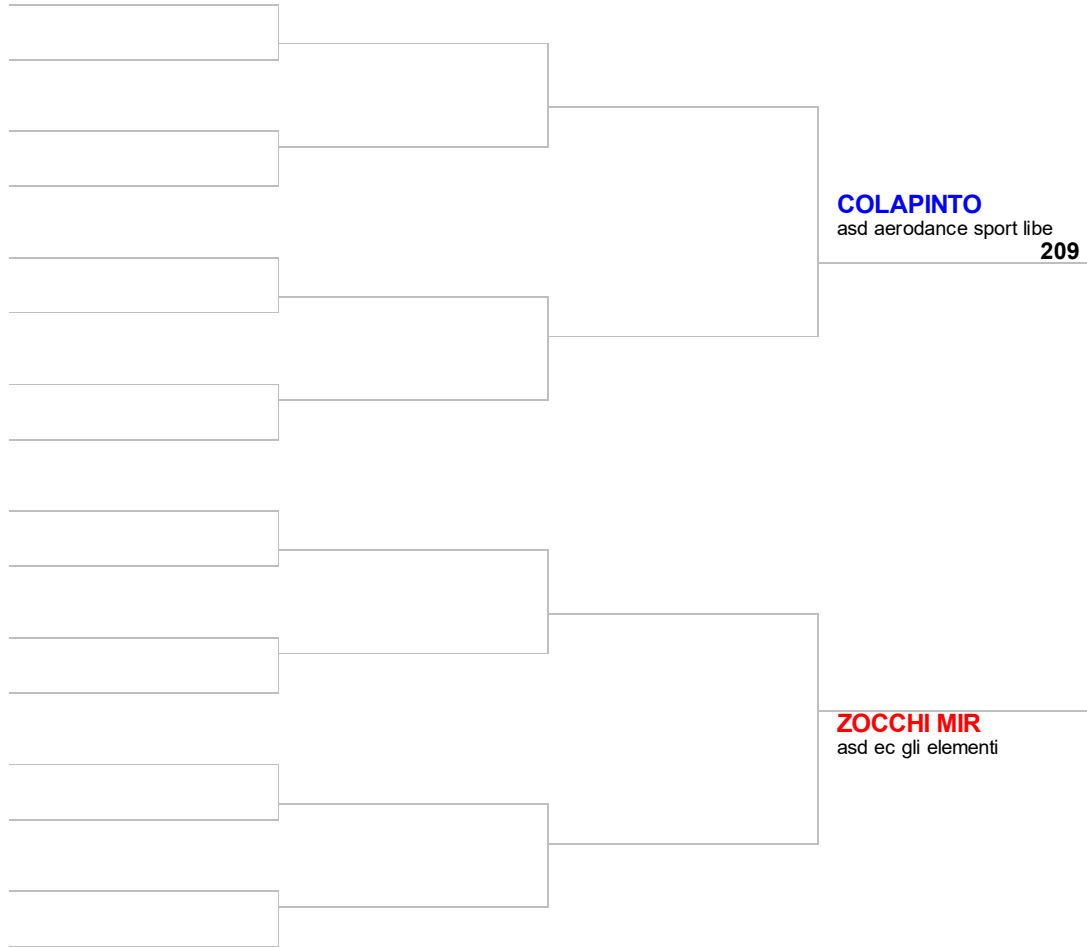 COLAPINTO
asd aerodance sport libe
209
ZOCCHI MIR
asd ec gli elementi